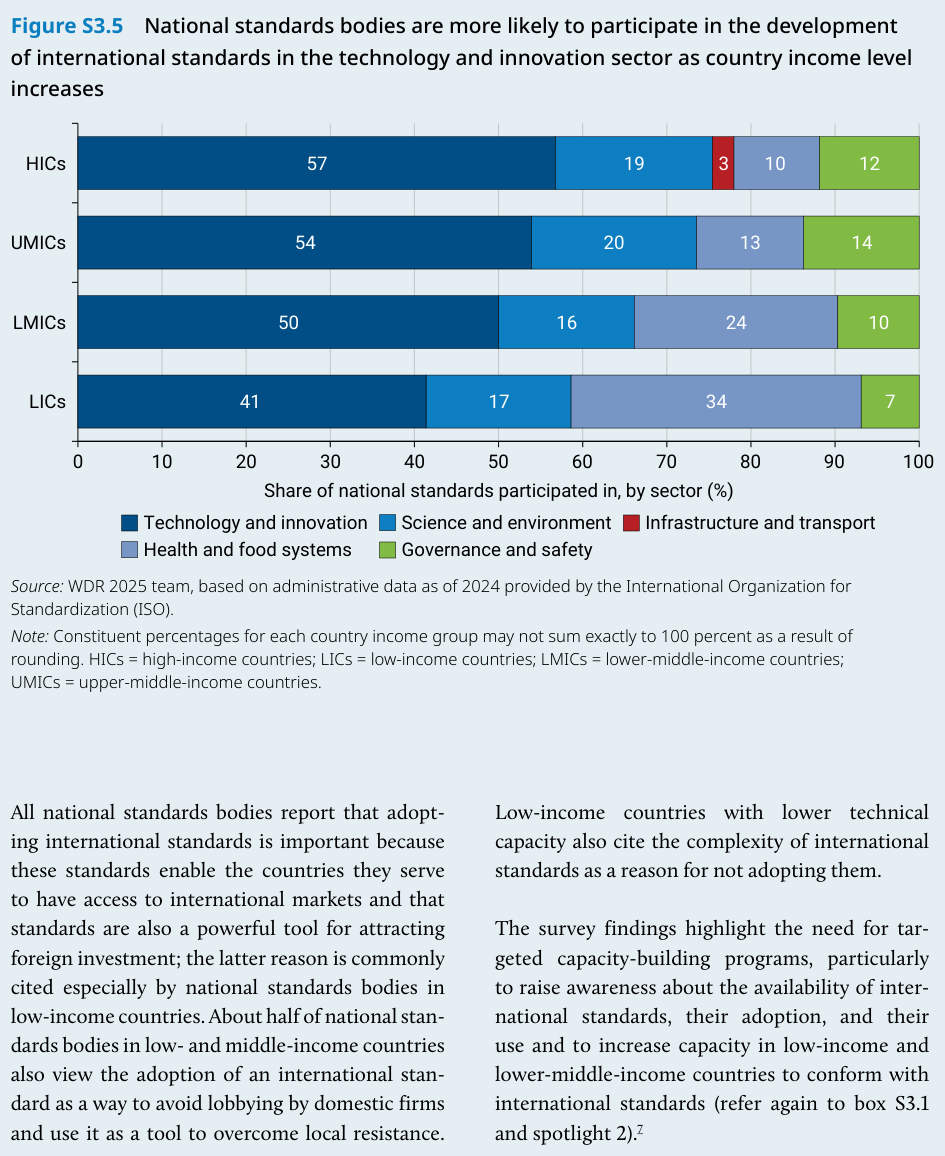 Figure S3.5 National standards bodies are more likely to participate in the development
of international standards in the technology and innovation sector as country income level
increases
HICs
57
19
3
10
12
UMICs
54
20
13
14
LMICs
50
16
24
10
LICs
41
17
34
7
0 10 20 30 40 50 60 70 80 90 100
Share of national standards participated in, by sector (%)
Technology and innovation Science and environment Infrastructure and transport
Health and food systems Governance and safety
Source: WDR 2025 team, based on administrative data as of 2024 provided by the International Organization for
Standardization (ISO).
Note: Constituent percentages for each country income group may not sum exactly to 100 percent as a result of
rounding. HICs = high-income countries; LICs = low-income countries; LMICs = lower-middle-income countries;
UMICs = upper-middle-income countries.
All national standards bodies report that adopt-
ing international standards is important because
these standards enable the countries they serve
to have access to international markets and that
standards are also a powerful tool for attracting
foreign investment; the latter reason is commonly
cited especially by national standards bodies in
low-income countries. About half of national stan-
dards bodies in low- and middle-income countries
also view the adoption of an international stan-
dard as a way to avoid lobbying by domestic firms
and use it as a tool to overcome local resistance.
Low-income countries with lower technical
capacity also cite the complexity of international
standards as a reason for not adopting them.
The survey findings highlight the need for tar-
geted capacity-building programs, particularly
to raise awareness about the availability of inter-
national standards, their adoption, and their
use and to increase capacity in low-income and
lower-middle-income countries to conform with
international standards (refer again to box S3.1
and spotlight 2).7